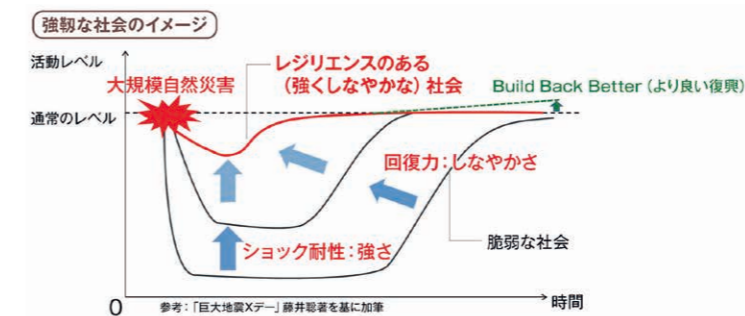 強靱な社会のイメージ
活動レベル
大規模自然災害
レジリエンスのある
(強くしなやかな)社会
Build Back Better(より良い復興)
通常のレベル
回復力:しなやかさ
脆弱な社会
ショック耐性:強さ
時間
0
参考:「巨大地震Xデー」藤井聡著を基に加筆